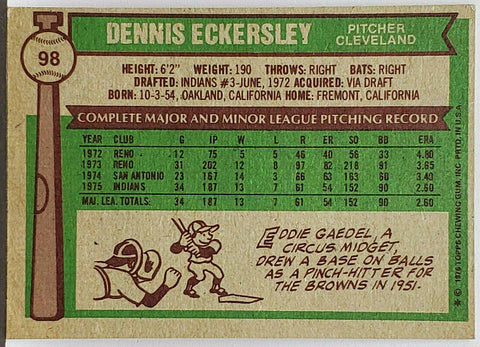 98
DENNIS ECKERSLEY
PITCHER
CLEVELAND
HEIGHT: 6'2" WEIGHT: 190 THROWS: RIGHT BATS: RIGHT
DRAFTED: INDIANS #3-JUNE, 1972 ACQUIRED: VIA DRAFT
BORN: 10-3-54, OAKLAND, CALIFORNIA HOME: FREMONT, CALIFORNIA
COMPLETE MAJOR AND MINOR LEAGUE PITCHING RECORD
YEAR CLUB G IP W L R ER SO BB ERA
1972 RENO 12 75 5 5 46 40 56 33 4.80
1973 RENO 31 202 12 8 97 82 218 91 3.65
1974 SAN ANTONIO 23 167 14 3 66 63 163 60 3.40
1975 INDIANS 34 187 13 7 61 54 152 90 2.60
MAJ. LEA. TOTALS: 34 187 13 7 61 54 152 90 2.60
EDDIE GAEDEL, A
CIRCUS MIDGET,
DREW A BASE ON BALLS
AS A PINCH-HITTER FOR
THE BROWNS IN 1951.
* © 1976 TOPPS CHEWING GUM, INC. PRTD. IN U.S.A.